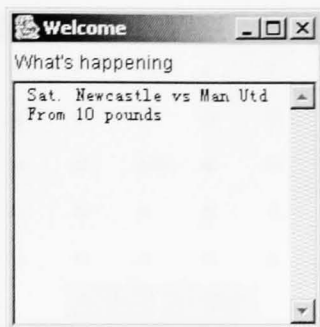 Welcome
What's happening
Sat. Newcastle vs Man Utd
From 10 pounds